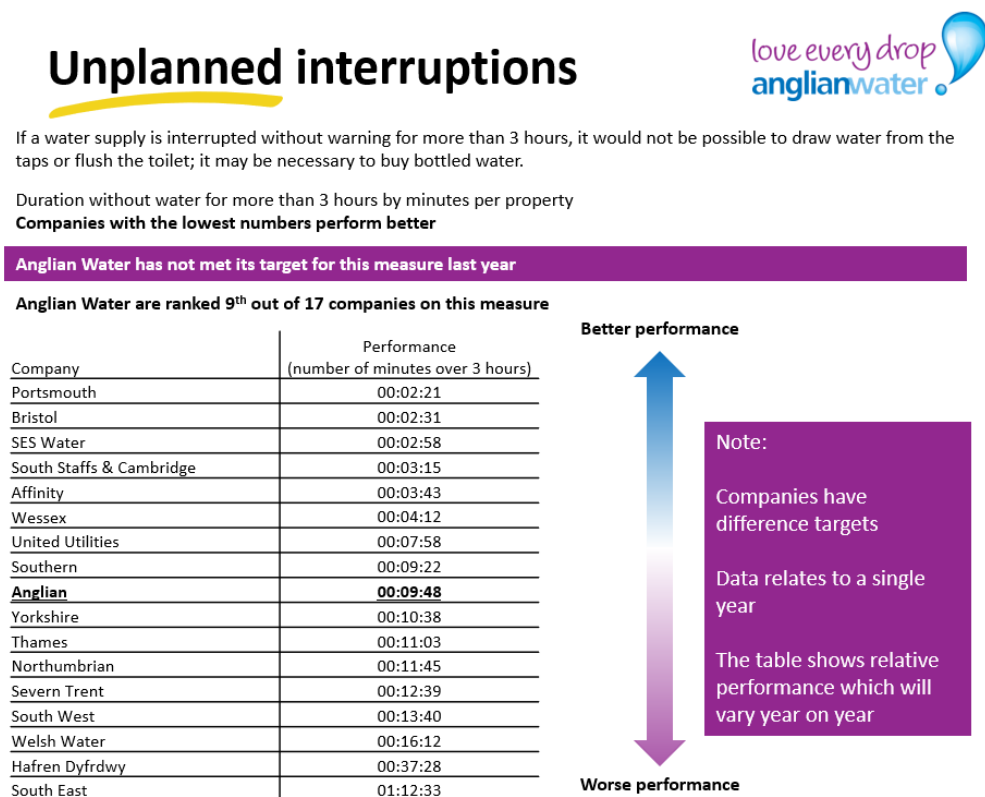 Unplanned interruptions
love every drop
anglianwater
If a water supply is interrupted without warning for more than 3 hours, it would not be possible to draw water from the
taps or flush the toilet; it may be necessary to buy bottled water.
Duration without water for more than 3 hours by minutes per property
Companies with the lowest numbers perform better
Anglian Water has not met its target for this measure last year
Anglian Water are ranked 9th out of 17 companies on this measure
Company Performance
(number of minutes over 3 hours)
Portsmouth 00:02:21
Bristol 00:02:31
SES Water 00:02:58
South Staffs & Cambridge 00:03:15
Affinity 00:03:43
Wessex 00:04:12
United Utilities 00:07:58
Southern 00:09:22
Anglian 00:09:48
Yorkshire 00:10:38
Thames 00:11:03
Northumbrian 00:11:45
Severn Trent 00:12:39
South West 00:13:40
Welsh Water 00:16:12
Hafren Dyfrdwy 00:37:28
South East 01:12:33
Better performance
Worse performance
Note:
Companies have
difference targets
Data relates to a single
year
The table shows relative
performance which will
vary year on year